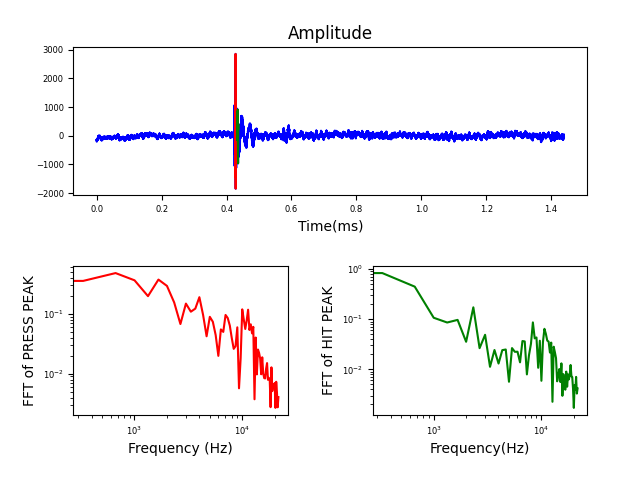 Amplitude
3000
2000
1000
0
−1000
−2000
0.0 0.2 0.4 0.6 0.8 1.0 1.2 1.4
Time(ms)
FFT of PRESS PEAK
10⁻¹
10⁻²
10³ 10⁴
Frequency (Hz)
FFT of HIT PEAK
10⁰
10⁻¹
10⁻²
10³ 10⁴
Frequency(Hz)